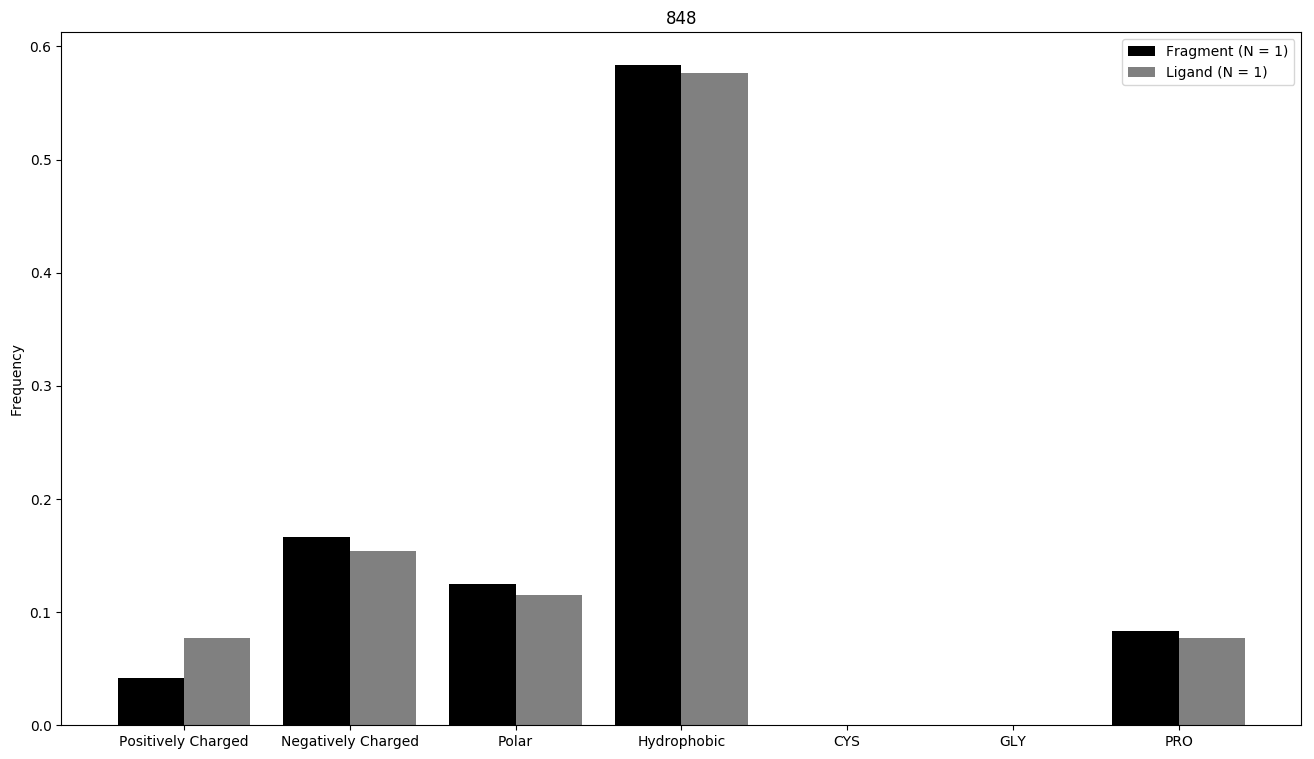 848
Fragment (N = 1)
Ligand (N = 1)
Frequency
0.6
0.5
0.4
0.3
0.2
0.1
0.0
Positively Charged
Negatively Charged
Polar
Hydrophobic
CYS
GLY
PRO